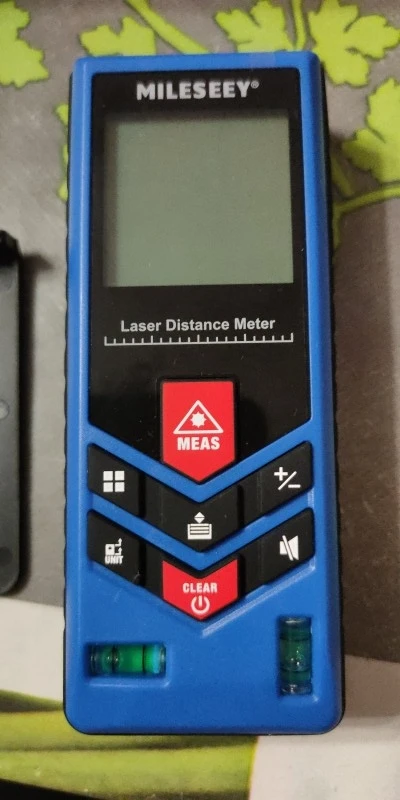 MILESEEY®
Laser Distance Meter
MEAS
+/-
UNIT
CLEAR